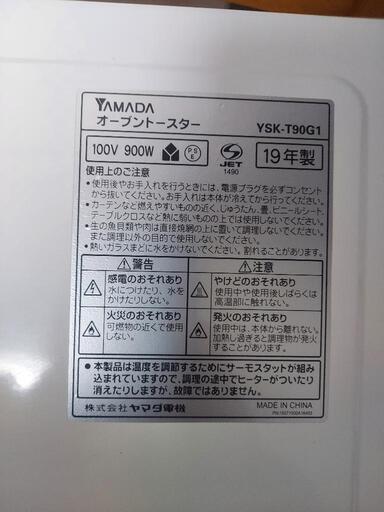 YAMADA
オーブントースター YSK-T90G1
100V 900W PSE JET 1490 19年製
使用上のご注意
•使用後やお手入れを行うときには、電源プラグを必ずコンセント
から抜いて、お手入れは本体が冷えてから行ってください。
•カーテンなど燃えやすいものの近く、じゅうたん、畳、ビニールシート、
テーブルクロスなど熱に弱いものの上では使用しないでください。
•生の魚貝類や肉は直接焼網の上に置いて調理しないでください。
また調理以外の目的で使用しないでください。
•熱いガラスまどに水をかけないでください。割れることがあります。
⚠警告
感電のおそれあり
水につけたり、水を
かけたりしない。
火災のおそれあり
可燃物の近くで使用
しない。
⚠注意
やけどのおそれあり
使用中や使用後しばらくは
高温部に触れない。
発火のおそれあり
使用中は、本体から離れない。
加熱し過ぎると調理物が発火
することがあります。
•本製品は温度を調節するためにサーモスタットが組み
込まれていますので、調理の途中でヒーターがついたり
消えたりしますが、故障ではありません。
株式会社ヤマダ電機 MADE IN CHINA